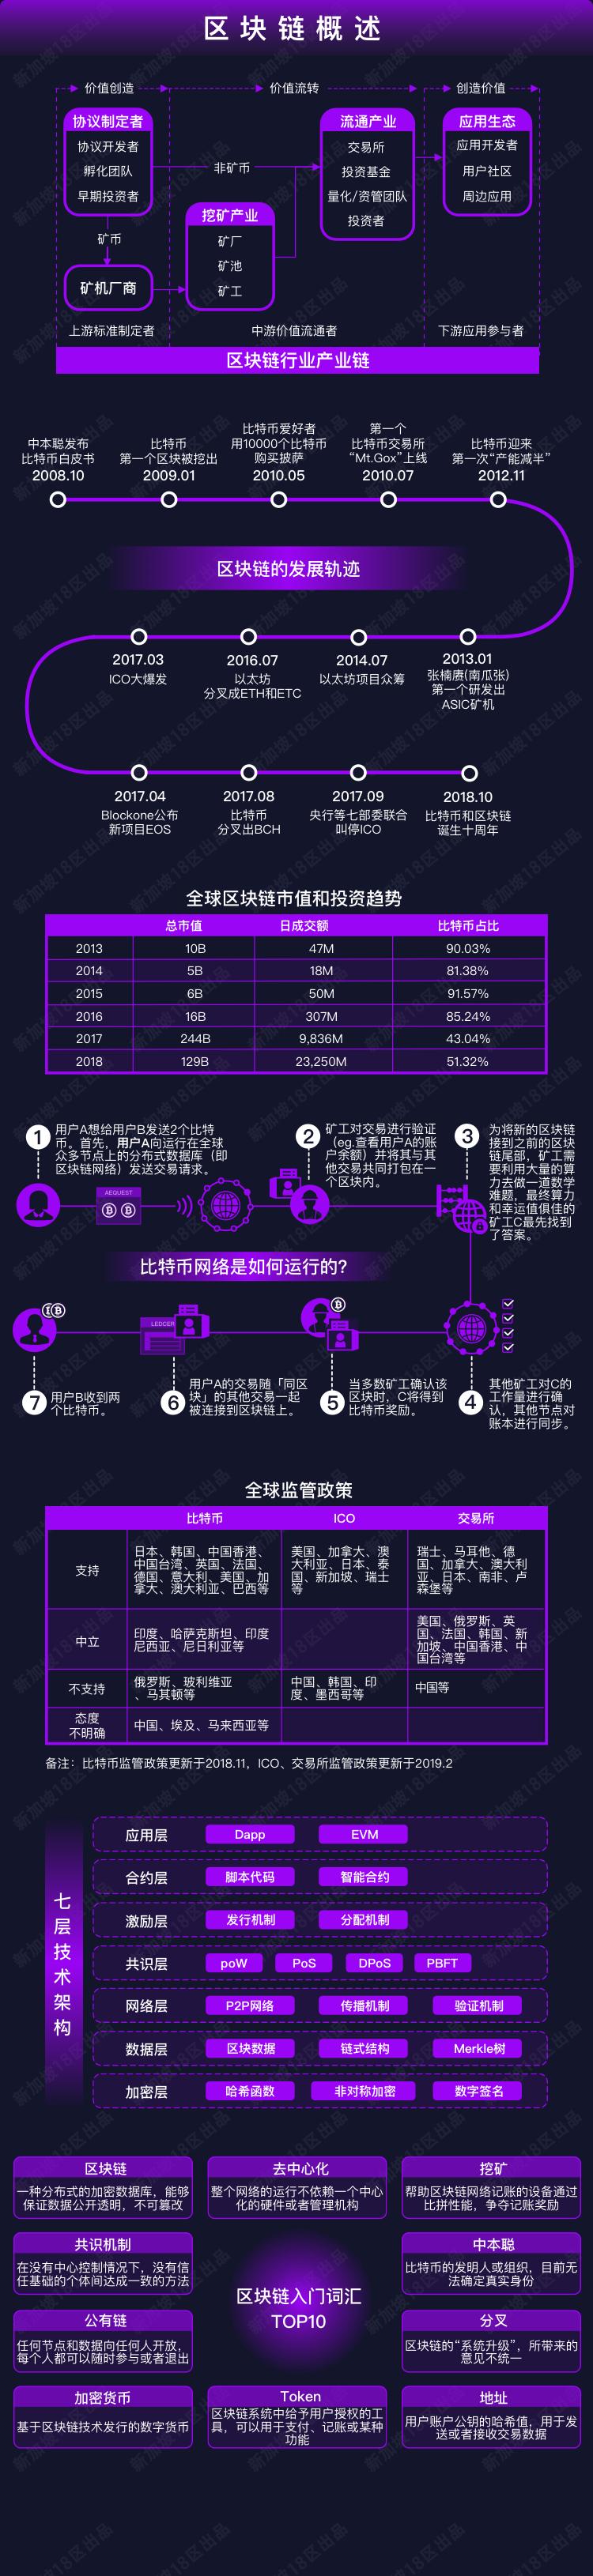 区块链概述
价值创造
价值流转
创造价值
协议制定者
协议开发者
孵化团队
早期投资者
矿币
矿机厂商
非矿币
挖矿产业
矿厂
矿池
矿工
流通产业
交易所
投资基金
量化/资管团队
投资者
应用生态
应用开发者
用户社区
周边应用
上游标准制定者
中游价值流通者
下游应用参与者
区块链行业产业链
中本聪发布
比特币白皮书
2008.10
比特币
第一个区块被挖出
2009.01
比特币爱好者
用10000个比特币
购买披萨
2010.05
第一个
比特币交易所
“Mt.Gox”上线
2010.07
比特币迎来
第一次“产能减半”
2012.11
区块链的发展轨迹
2017.03
ICO大爆发
2016.07
以太坊
分叉成ETH和ETC
2014.07
以太坊项目众筹
2013.01
张楠赓(南瓜张)
第一个研发出
ASIC矿机
2017.04
Blockone公布
新项目EOS
2017.08
比特币
分叉出BCH
2017.09
央行等七部委联合
叫停ICO
2018.10
比特币和区块链
诞生十周年
全球区块链市值和投资趋势
总市值 日成交额 比特币占比
2013 10B 47M 90.03%
2014 5B 18M 81.38%
2015 6B 50M 91.57%
2016 16B 307M 85.24%
2017 244B 9,836M 43.04%
2018 129B 23,250M 51.32%
1
用户A想给用户B发送2个比特
币。首先，用户A向运行在全球
众多节点上的分布式数据库（即
区块链网络）发送交易请求。
2
矿工对交易进行验证
（eg.查看用户A的账
户余额）并将其与其
他交易共同打包在一
个区块内。
3
为将新的区块链
接到之前的区块
链尾部，矿工需
要利用大量的算
力去做一道数学
难题，最终算力
和幸运值俱佳的
矿工C最先找到
了答案。
AEQUEST
比特币网络是如何运行的?
LEDCER
7
用户B收到两
个比特币。
6
用户A的交易随「同区
块」的其他交易一起
被连接到区块链上。
5
当多数矿工确认该
区块时，C将得到
比特币奖励。
4
其他矿工对C的
工作量进行确
认，其他节点对
账本进行同步。
全球监管政策
比特币 ICO 交易所
支持
日本、韩国、中国香港、
中国台湾、英国、法国、
德国、意大利、美国、加
拿大、澳大利亚、巴西等
美国、加拿大、澳
大利亚、日本、泰
国、新加坡、瑞士
等
瑞士、马耳他、德
国、加拿大、澳大利
亚、日本、南非、卢
森堡等
中立
印度、哈萨克斯坦、印度
尼西亚、尼日利亚等
美国、俄罗斯、英
国、法国、韩国、新
加坡、中国香港、中
国台湾等
不支持
俄罗斯、玻利维亚
、马其顿等
中国、韩国、印
度、墨西哥等
中国等
态度
不明确
中国、埃及、马来西亚等
备注：比特币监管政策更新于2018.11，ICO、交易所监管政策更新于2019.2
七层技术架构
应用层 Dapp EVM
合约层 脚本代码 智能合约
激励层 发行机制 分配机制
共识层 poW PoS DPoS PBFT
网络层 P2P网络 传播机制 验证机制
数据层 区块数据 链式结构 Merkle树
加密层 哈希函数 非对称加密 数字签名
区块链
一种分布式的加密数据库，能够
保证数据公开透明，不可篡改
去中心化
整个网络的运行不依赖一个中心
化的硬件或者管理机构
挖矿
帮助区块链网络记账的设备通过
比拼性能，争夺记账奖励
共识机制
在没有中心控制情况下，没有信
任基础的个体间达成一致的方法
中本聪
比特币的发明人或组织，目前无
法确定真实身份
区块链入门词汇
TOP10
公有链
任何节点和数据向任何人开放，
每个人都可以随时参与或者退出
分叉
区块链的“系统升级”，所带来的
意见不统一
加密货币
基于区块链技术发行的数字货币
Token
区块链系统中给予用户授权的工
具，可以用于支付、记账或某种
功能
地址
用户账户公钥的哈希值，用于发
送或者接收交易数据
新加坡18区出品